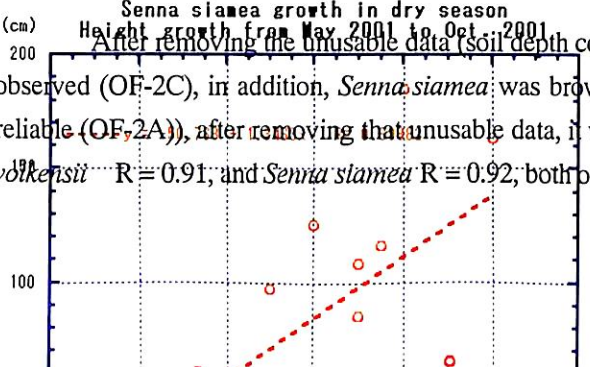 Senna siamea growth in dry season
(cm) Height growth from May 2001 to Oct. 2001
After removing the unusable data (soil depth co
200
observed (OF-2C), in addition, Senna siamea was brow
reliable (OF-2A)), after removing that unusable data, it w
volkensii R = 0.91, and Senna siamea R = 0.92, both o
100